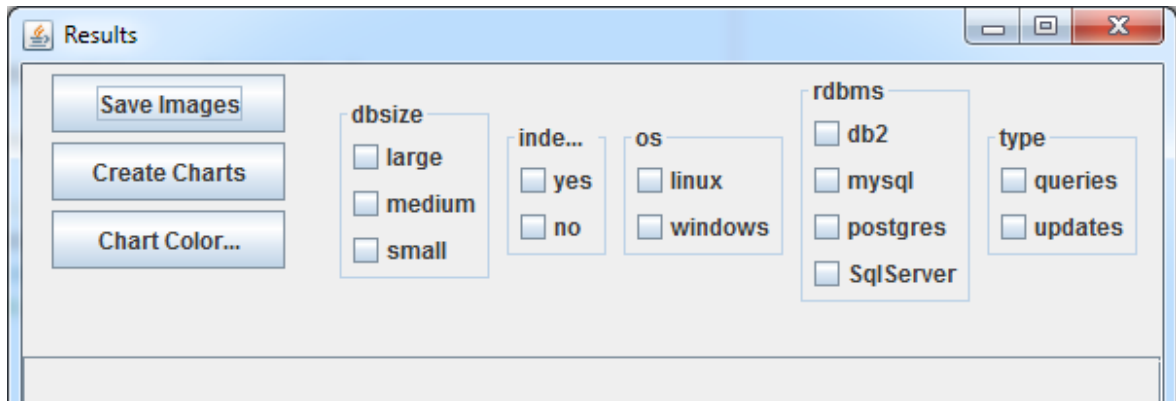 Results
Save Images
Create Charts
Chart Color...
dbsize
large
medium
small
inde...
yes
no
os
linux
windows
rdbms
db2
mysql
postgres
SqlServer
type
queries
updates